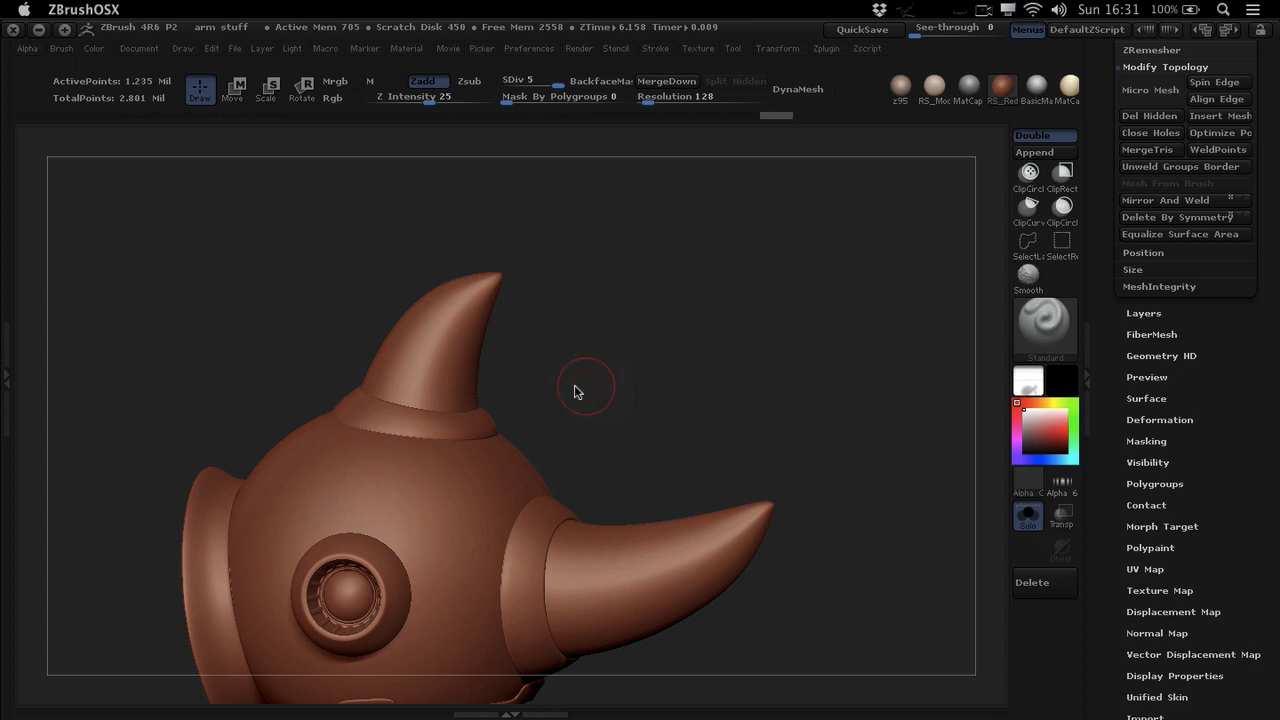 ZBrushOSX Sun 16:31 100%
ZBrush 4R6 P2 arm stuff • Active Mem 705 • Scratch Disk 450 • Free Mem 2558 • ZTime▸6.158 Timer▸0.009 QuickSave See-through 0 Menus DefaultZScript
Alpha Brush Color Document Draw Edit File Layer Light Macro Marker Material Movie Picker Preferences Render Stencil Stroke Texture Tool Transform Zplugin Zscript
ActivePoints: 1.235 Mil
TotalPoints: 2.801 Mil
Draw Move Scale Rotate
Mrgb M Zadd Zsub SDiv 5 BackfaceMas MergeDown Split Hidden
Rgb Z Intensity 25 Mask By Polygroups 0 Resolution 128
DynaMesh
z95 RS_Moc MatCap RS_Red BasicMa MatCa
Double
Append
ClipCircl ClipRect
ClipCurv ClipCircl
SelectLa SelectRe
Smooth
Standard
Alpha C Alpha 6
Solo Transp
Ghost
Delete
ZRemesher
Modify Topology
Micro Mesh Spin Edge
Align Edge
Del Hidden Insert Mesh
Close Holes Optimize Po
MergeTris WeldPoints
Unweld Groups Border
Mesh From Brush
Mirror And Weld
Delete By Symmetry
Equalize Surface Area
Position
Size
MeshIntegrity
Layers
FiberMesh
Geometry HD
Preview
Surface
Deformation
Masking
Visibility
Polygroups
Contact
Morph Target
Polypaint
UV Map
Texture Map
Displacement Map
Normal Map
Vector Displacement Map
Display Properties
Unified Skin
Import